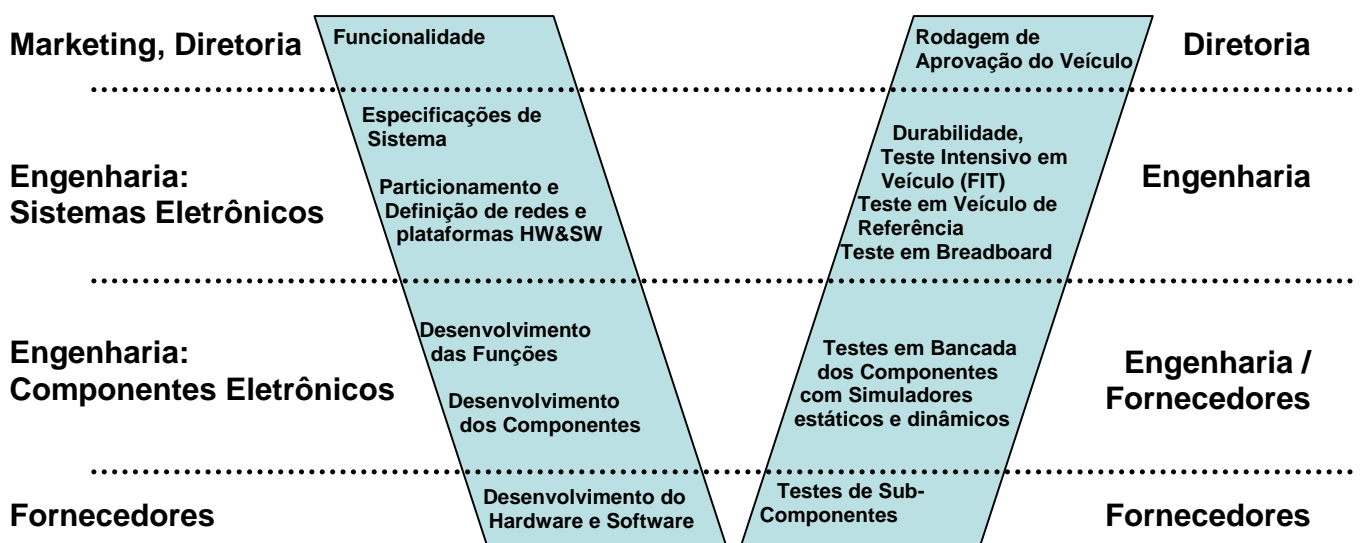 Marketing, Diretoria
Funcionalidade
Rodagem de
Aprovação do Veículo
Diretoria
Especificações de
Sistema
Engenharia:
Sistemas Eletrônicos
Particionamento e
Definição de redes e
plataformas HW&SW
Durabilidade,
Teste Intensivo em
Veículo (FIT)
Teste em Veículo de
Referência
Teste em Breadboard
Engenharia
Engenharia:
Componentes Eletrônicos
Desenvolvimento
das Funções
Desenvolvimento
dos Componentes
Testes em Bancada
dos Componentes
com Simuladores
estáticos e dinâmicos
Engenharia /
Fornecedores
Fornecedores
Desenvolvimento do
Hardware e Software
Testes de Sub-
Componentes
Fornecedores